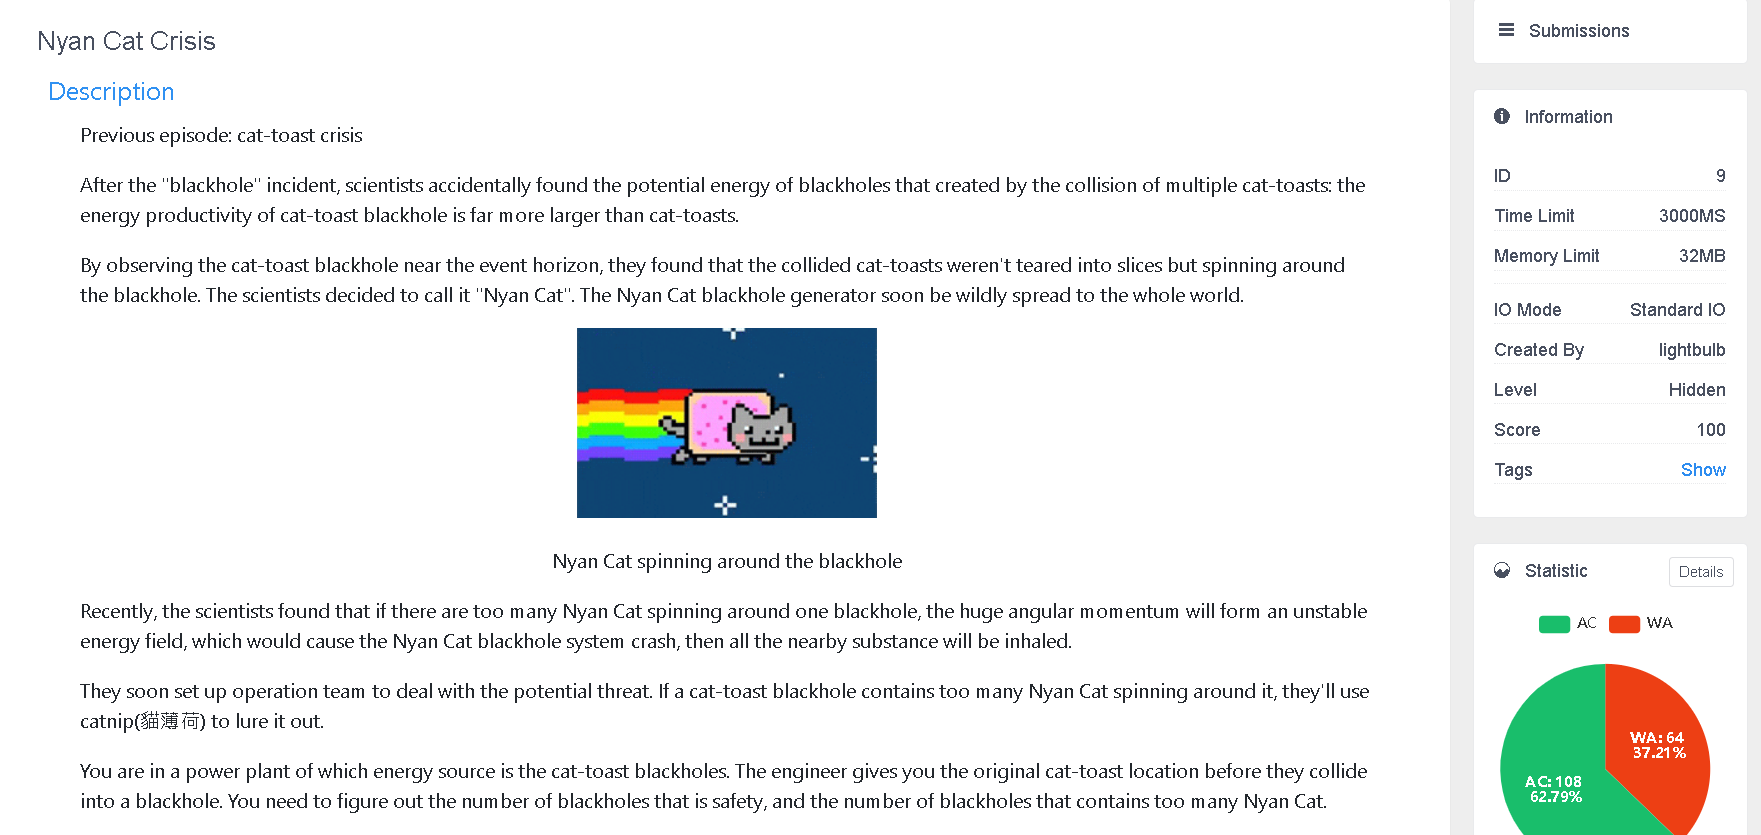 Nyan Cat Crisis
Description
Previous episode: cat-toast crisis
After the "blackhole" incident, scientists accidentally found the potential energy of blackholes that created by the collision of multiple cat-toasts: the
energy productivity of cat-toast blackhole is far more larger than cat-toasts.
By observing the cat-toast blackhole near the event horizon, they found that the collided cat-toasts weren't teared into slices but spinning around
the blackhole. The scientists decided to call it "Nyan Cat". The Nyan Cat blackhole generator soon be wildly spread to the whole world.
Nyan Cat spinning around the blackhole
Recently, the scientists found that if there are too many Nyan Cat spinning around one blackhole, the huge angular momentum will form an unstable
energy field, which would cause the Nyan Cat blackhole system crash, then all the nearby substance will be inhaled.
They soon set up operation team to deal with the potential threat. If a cat-toast blackhole contains too many Nyan Cat spinning around it, they'll use
catnip(貓薄荷) to lure it out.
You are in a power plant of which energy source is the cat-toast blackholes. The engineer gives you the original cat-toast location before they collide
into a blackhole. You need to figure out the number of blackholes that is safety, and the number of blackholes that contains too many Nyan Cat.
Submissions
Information
ID 9
Time Limit 3000MS
Memory Limit 32MB
IO Mode Standard IO
Created By lightbulb
Level Hidden
Score 100
Tags Show
Statistic Details
AC WA
WA: 64
37.21%
AC: 108
62.79%